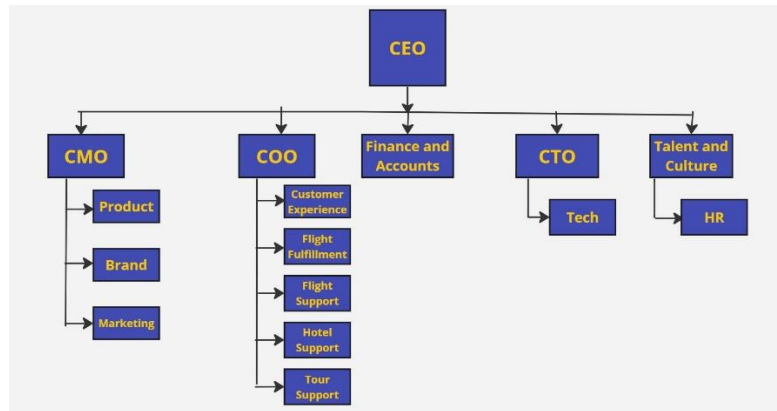 CEO
CMO
COO
Finance and
Accounts
CTO
Talent and
Culture
Product
Brand
Marketing
Customer
Experience
Flight
Fulfillment
Flight
Support
Hotel
Support
Tour
Support
Tech
HR